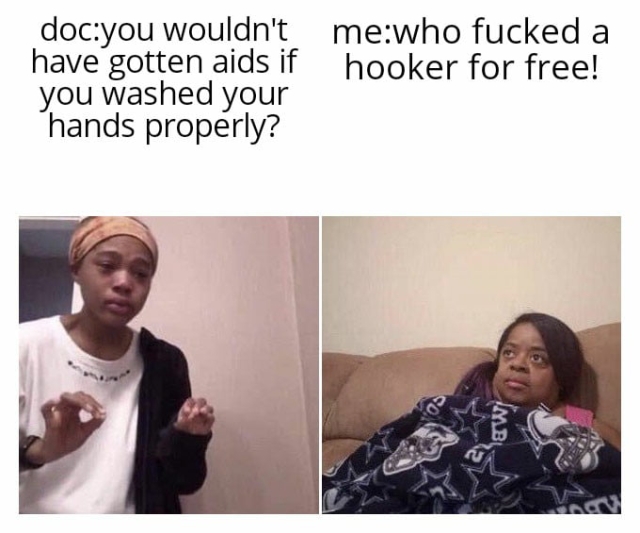 doc:you wouldn't
have gotten aids if
you washed your
hands properly?
me:who fucked a
hooker for free!